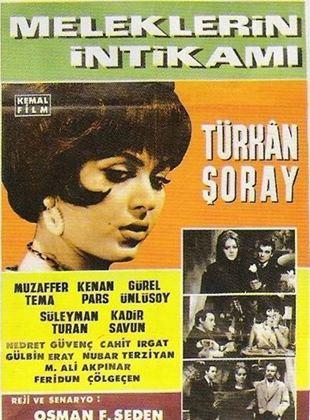 MELEKLERİN
İNTİKAMI
KEMAL
FİLM
TÜRKÂN
ŞORAY
MUZAFFER KENAN GÜREL
TEMA PARS ÜNLÜSOY
SÜLEYMAN KADİR
TURAN SAVUN
NEDRET GÜVENÇ CAHİT IRGAT
GÜLBİN ERAY NUBAR TERZİYAN
M. ALİ AKPINAR
FERİDUN ÇÖLGEÇEN
REJİ VE SENARYO :
OSMAN F. SEDEN